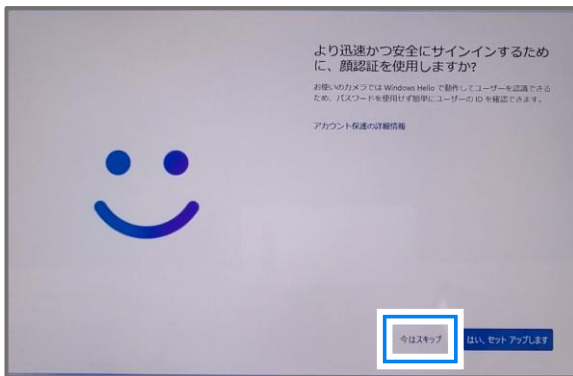 より迅速かつ安全にサインインするため
に、顔認証を使用しますか?
お使いのカメラでは Windows Hello で動作してユーザーを認識できる
ため、パスワードを使用せず簡単にユーザーの ID を確認できます。
アカウント保護の詳細情報
今はスキップ
はい、セット アップします